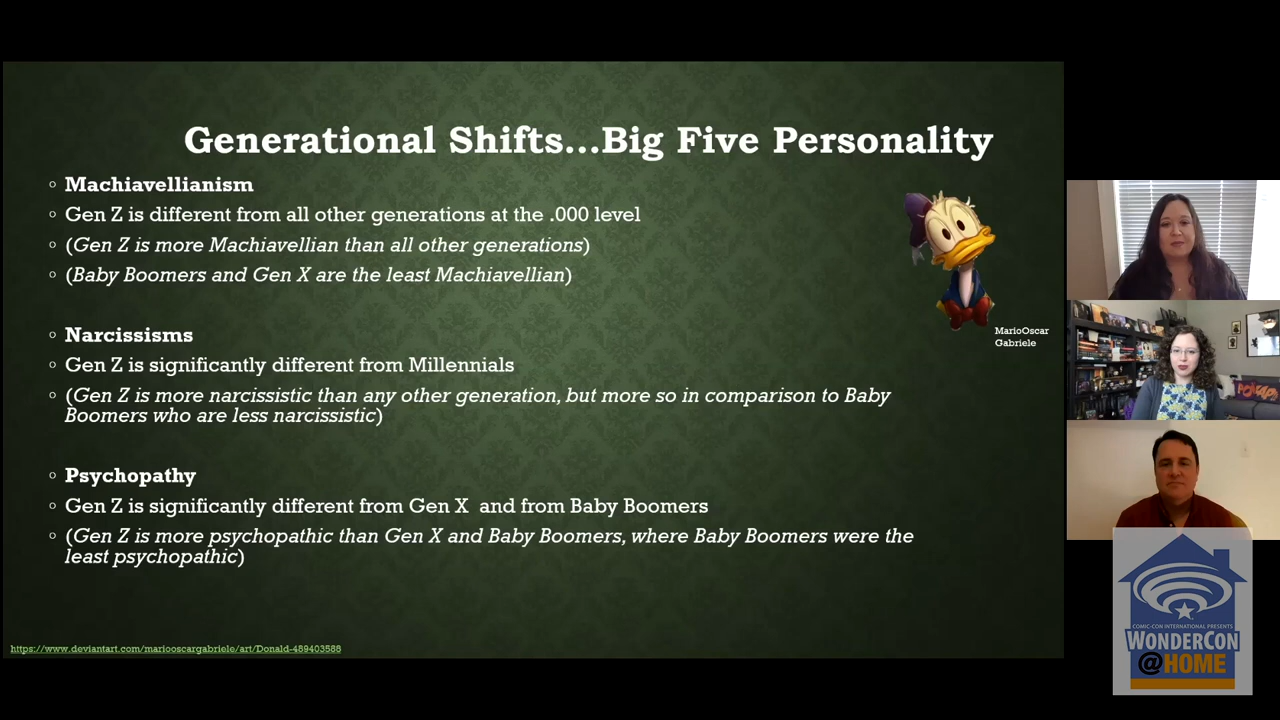 Generational Shifts...Big Five Personality
Machiavellianism
Gen Z is different from all other generations at the .000 level
(Gen Z is more Machiavellian than all other generations)
(Baby Boomers and Gen X are the least Machiavellian)
Narcissisms
Gen Z is significantly different from Millennials
(Gen Z is more narcissistic than any other generation, but more so in comparison to Baby
Boomers who are less narcissistic)
Psychopathy
Gen Z is significantly different from Gen X and from Baby Boomers
(Gen Z is more psychopathic than Gen X and Baby Boomers, where Baby Boomers were the
least psychopathic)
MarioOscar
Gabriele
https://www.deviantart.com/mariooscargabriele/art/Donald-489403588
COMIC-CON INTERNATIONAL PRESENTS
WONDERCON
@HOME